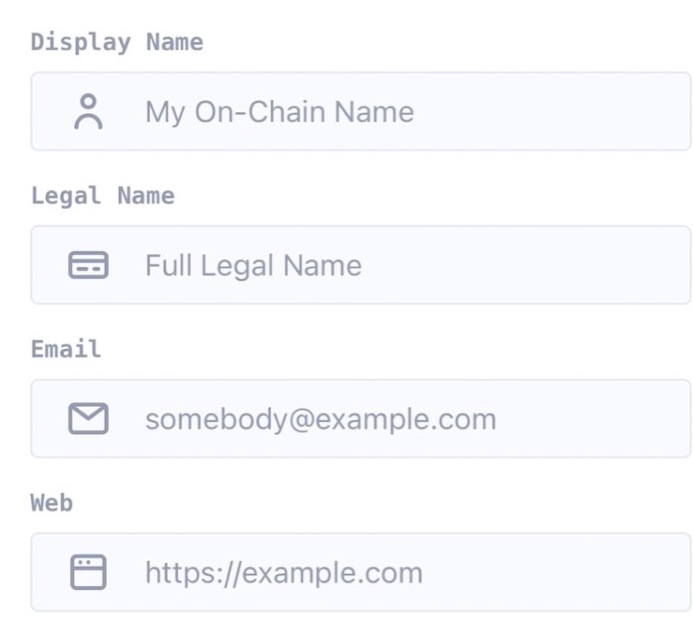 Display Name
My On-Chain Name
Legal Name
Full Legal Name
Email
somebody@example.com
Web
https://example.com